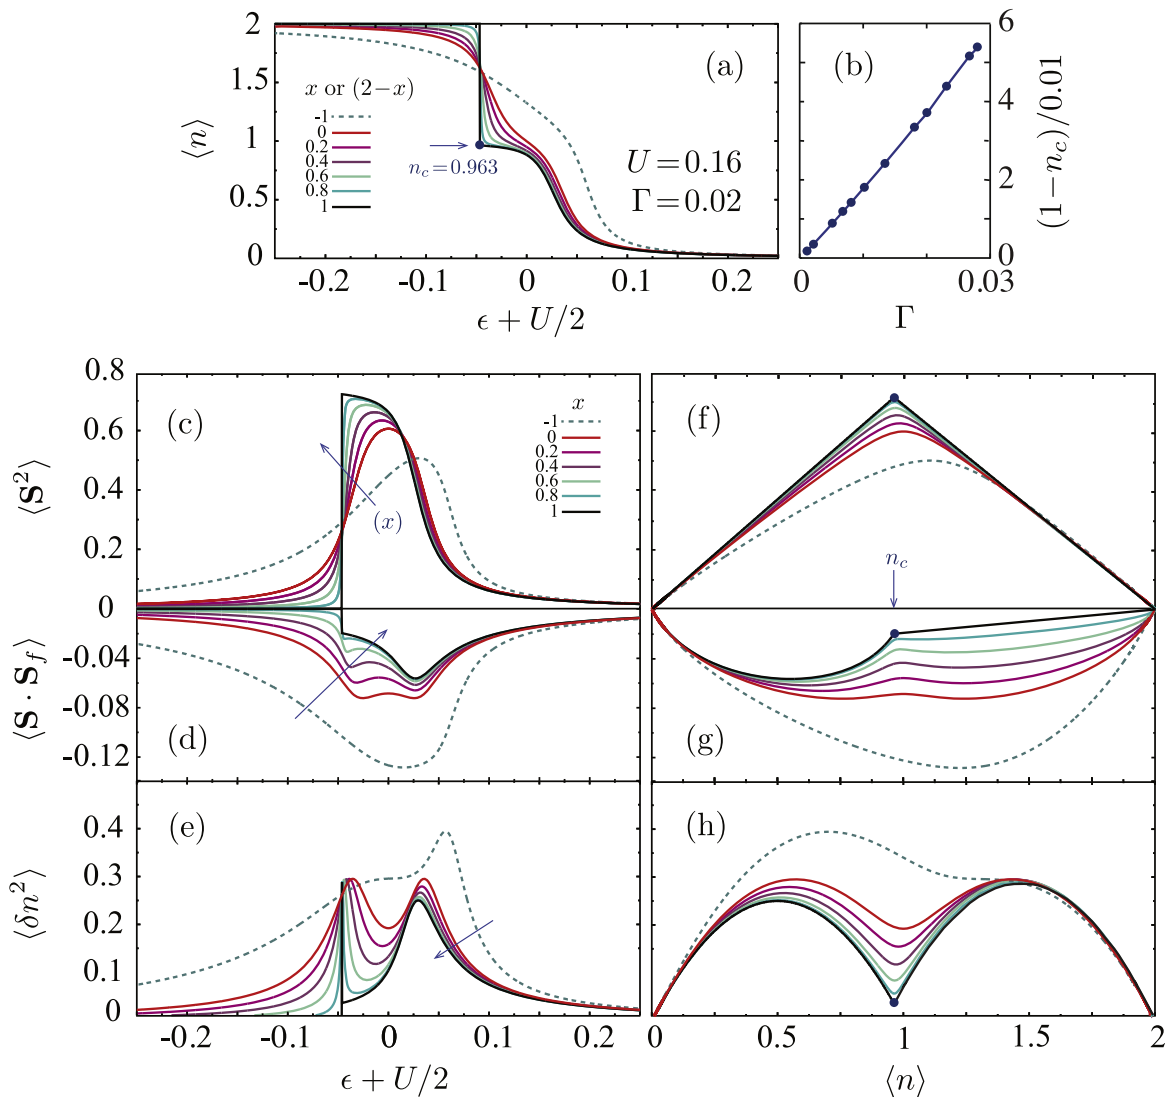 2
1.5
1
0.5
0
⟨n⟩
(a)
x or (2−x)
-1
0
0.2
0.4
0.6
0.8
1
n_c=0.963
U=0.16
Γ=0.02
-0.2 -0.1 0 0.1 0.2
ϵ + U/2
(b)
6
4
2
0
(1−n_c)/0.01
0 0.03
Γ
0.8
0.6
0.4
0.2
0
⟨S²⟩
(c)
x
-1
0
0.2
0.4
0.6
0.8
1
(x)
(f)
n_c
-0.04
-0.08
-0.12
⟨S · S_f⟩
(d)
(g)
0.4
0.3
0.2
0.1
0
⟨δn²⟩
(e)
(h)
-0.2 -0.1 0 0.1 0.2
ϵ + U/2
0 0.5 1 1.5 2
⟨n⟩